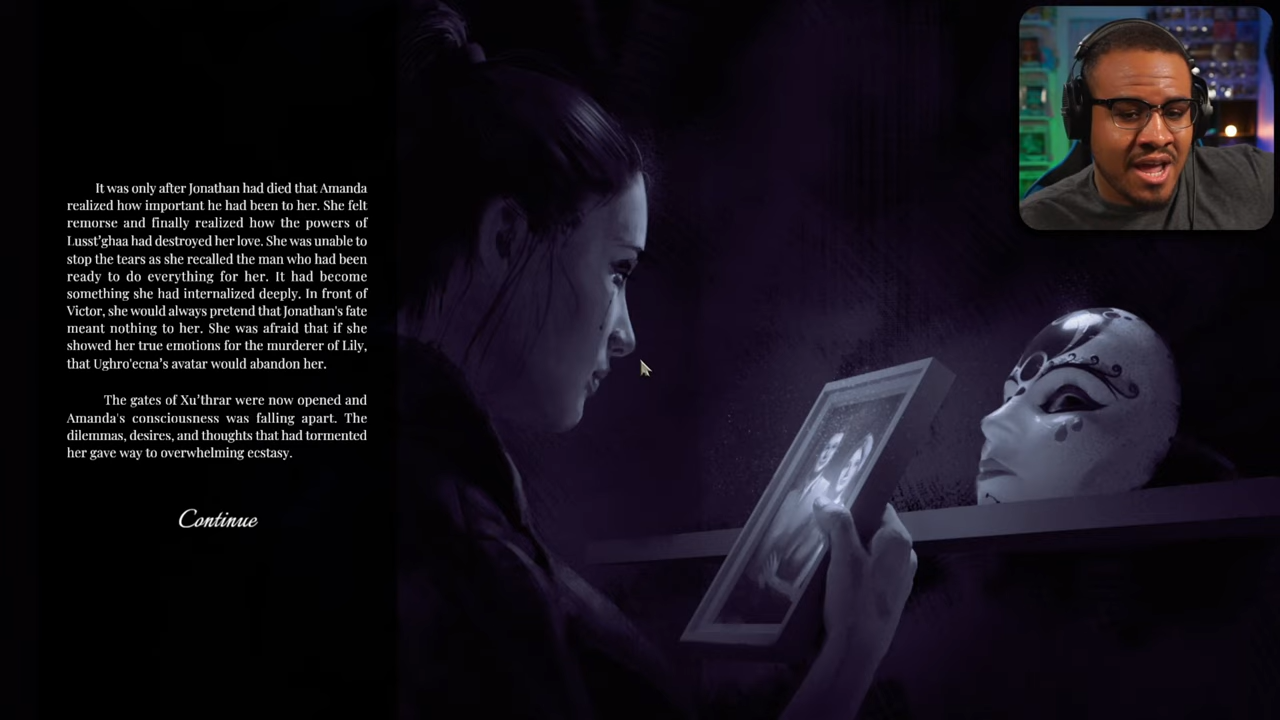 It was only after Jonathan had died that Amanda
realized how important he had been to her. She felt
remorse and finally realized how the powers of
Lusst'ghaa had destroyed her love. She was unable to
stop the tears as she recalled the man who had been
ready to do everything for her. It had become
something she had internalized deeply. In front of
Victor, she would always pretend that Jonathan's fate
meant nothing to her. She was afraid that if she
showed her true emotions for the murderer of Lily,
that Ughro'ecna's avatar would abandon her.
The gates of Xu'thrar were now opened and
Amanda's consciousness was falling apart. The
dilemmas, desires, and thoughts that had tormented
her gave way to overwhelming ecstasy.
Continue